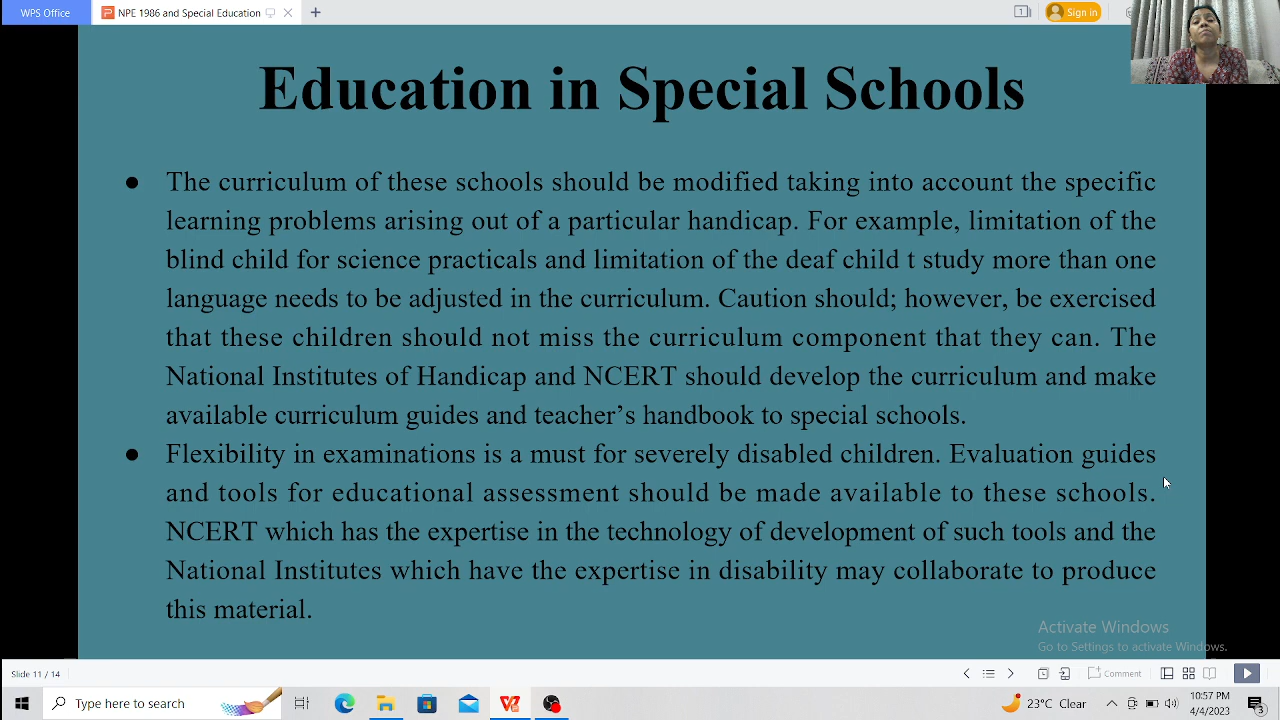 WPS Office
NPE 1986 and Special Education
Sign in
Education in Special Schools
● The curriculum of these schools should be modified taking into account the specific
learning problems arising out of a particular handicap. For example, limitation of the
blind child for science practicals and limitation of the deaf child t study more than one
language needs to be adjusted in the curriculum. Caution should; however, be exercised
that these children should not miss the curriculum component that they can. The
National Institutes of Handicap and NCERT should develop the curriculum and make
available curriculum guides and teacher’s handbook to special schools.
● Flexibility in examinations is a must for severely disabled children. Evaluation guides
and tools for educational assessment should be made available to these schools.
NCERT which has the expertise in the technology of development of such tools and the
National Institutes which have the expertise in disability may collaborate to produce
this material.
Activate Windows
Go to Settings to activate Windows.
Slide 11 / 14
Comment
Type here to search
23°C Clear
10:57 PM
4/4/2023
3